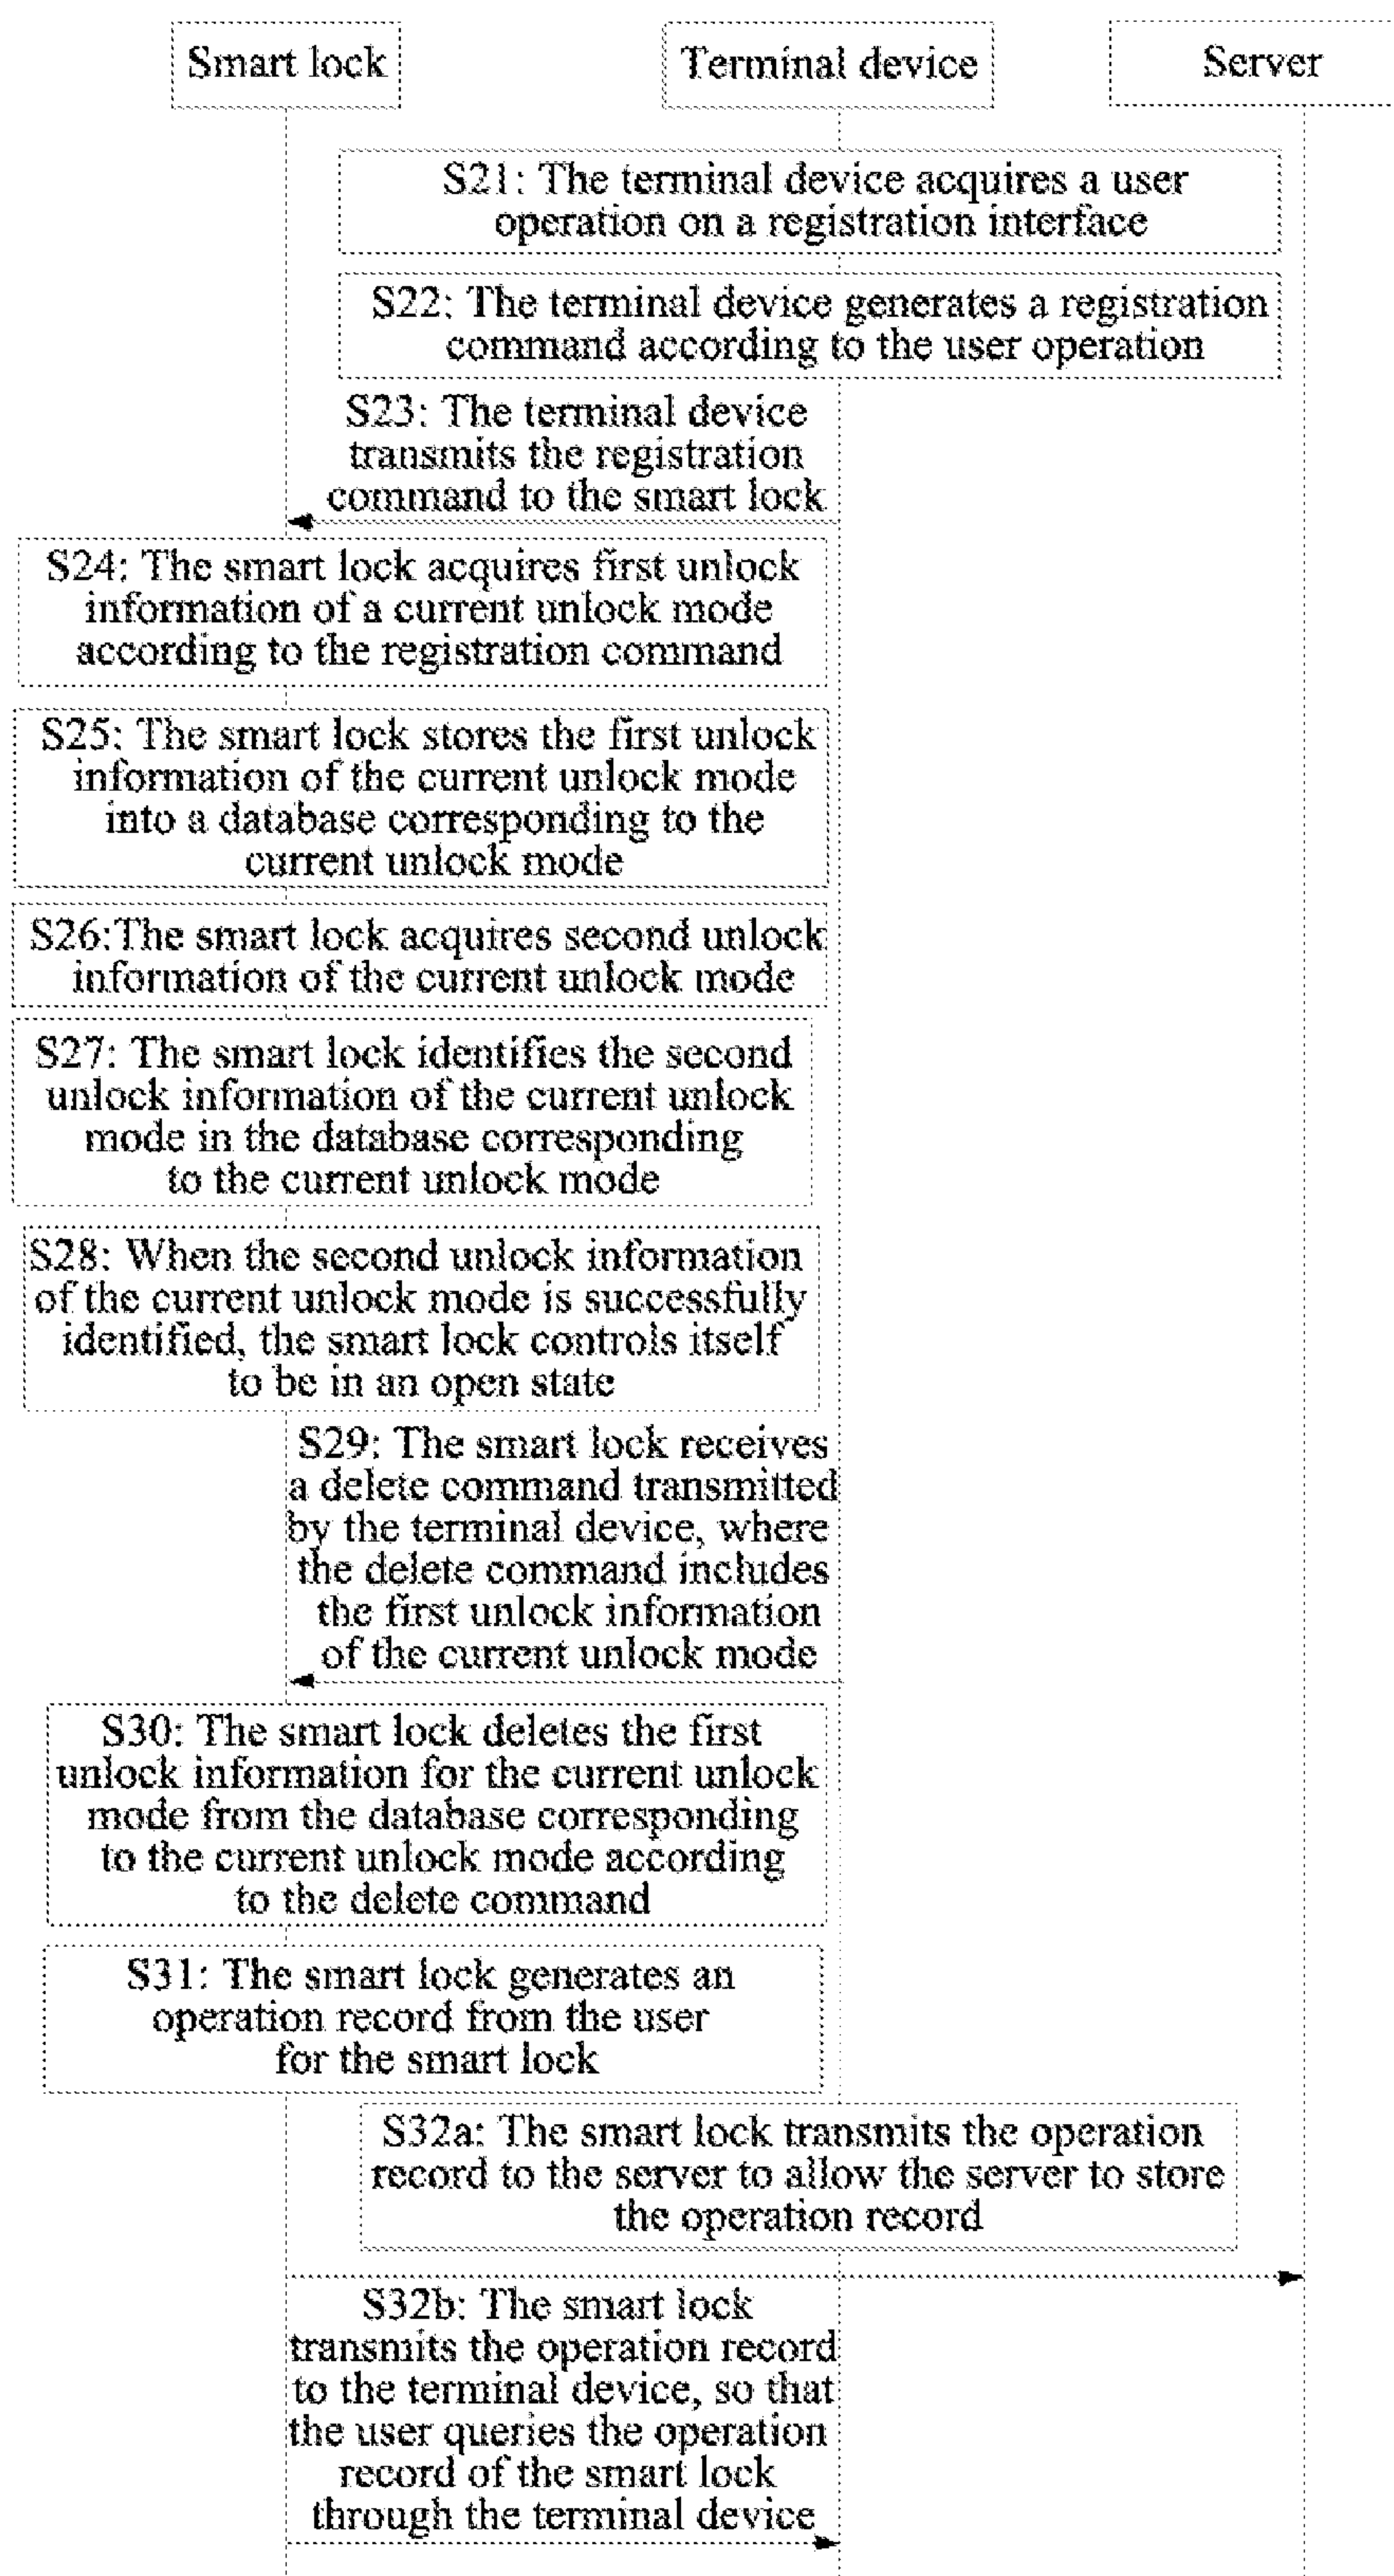 Smart lock
Terminal device
Server
S21: The terminal device acquires a user
operation on a registration interface
S22: The terminal device generates a registration
command according to the user operation
S23: The terminal device
transmits the registration
command to the smart lock
S24: The smart lock acquires first unlock
information of a current unlock mode
according to the registration command
S25: The smart lock stores the first unlock
information of the current unlock mode
into a database corresponding to the
current unlock mode
S26:The smart lock acquires second unlock
information of the current unlock mode
S27: The smart lock identifies the second
unlock information of the current unlock
mode in the database corresponding
to the current unlock mode
S28: When the second unlock information
of the current unlock mode is successfully
identified, the smart lock controls itself
to be in an open state
S29: The smart lock receives
a delete command transmitted
by the terminal device, where
the delete command includes
the first unlock information
of the current unlock mode
S30: The smart lock deletes the first
unlock information for the current unlock
mode from the database corresponding
to the current unlock mode according
to the delete command
S31: The smart lock generates an
operation record from the user
for the smart lock
S32a: The smart lock transmits the operation
record to the server to allow the server to store
the operation record
S32b: The smart lock
transmits the operation record
to the terminal device, so that
the user queries the operation
record of the smart lock
through the terminal device